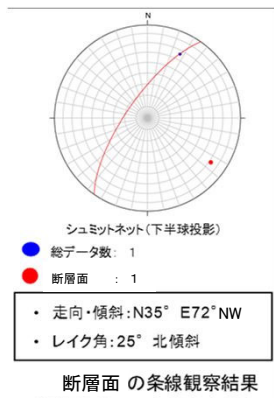 N
シュミットネット(下半球投影)
総データ数: 1
断層面 : 1
・ 走向・傾斜:N35° E72°NW
・ レイク角:25° 北傾斜
断層面 の条線観察結果